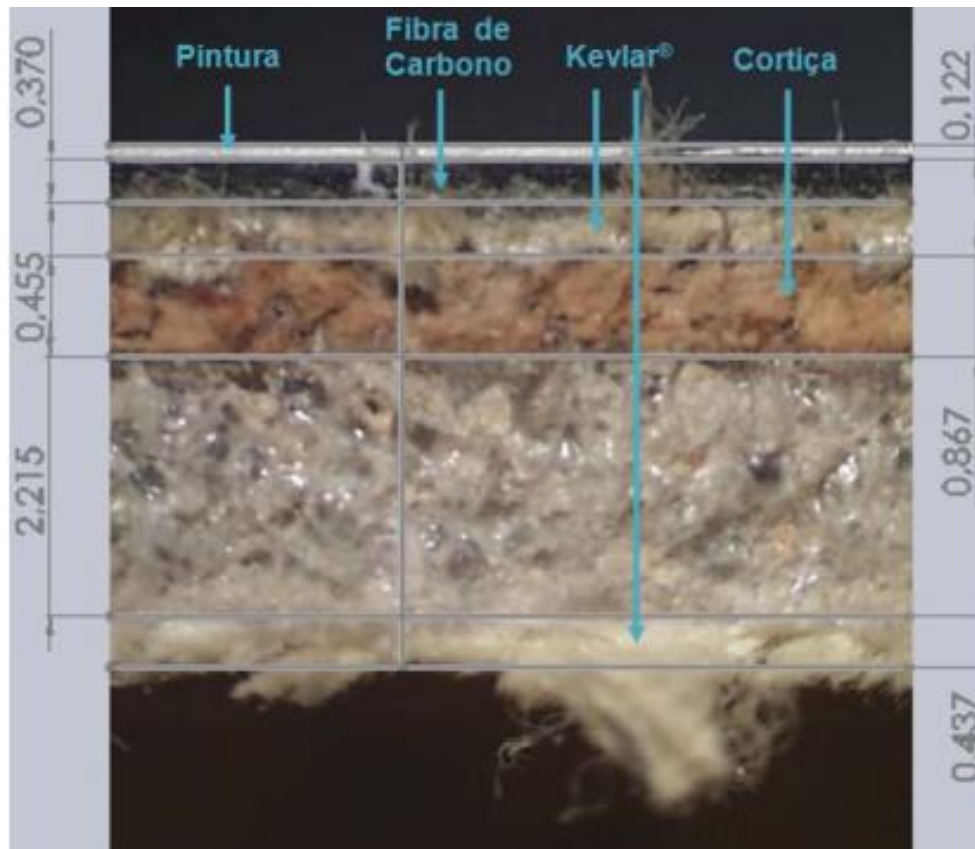 Pintura
Fibra de
Carbono
Kevlar®
Cortiça
0,370
0,455
2,215
0,122
0,867
0,437